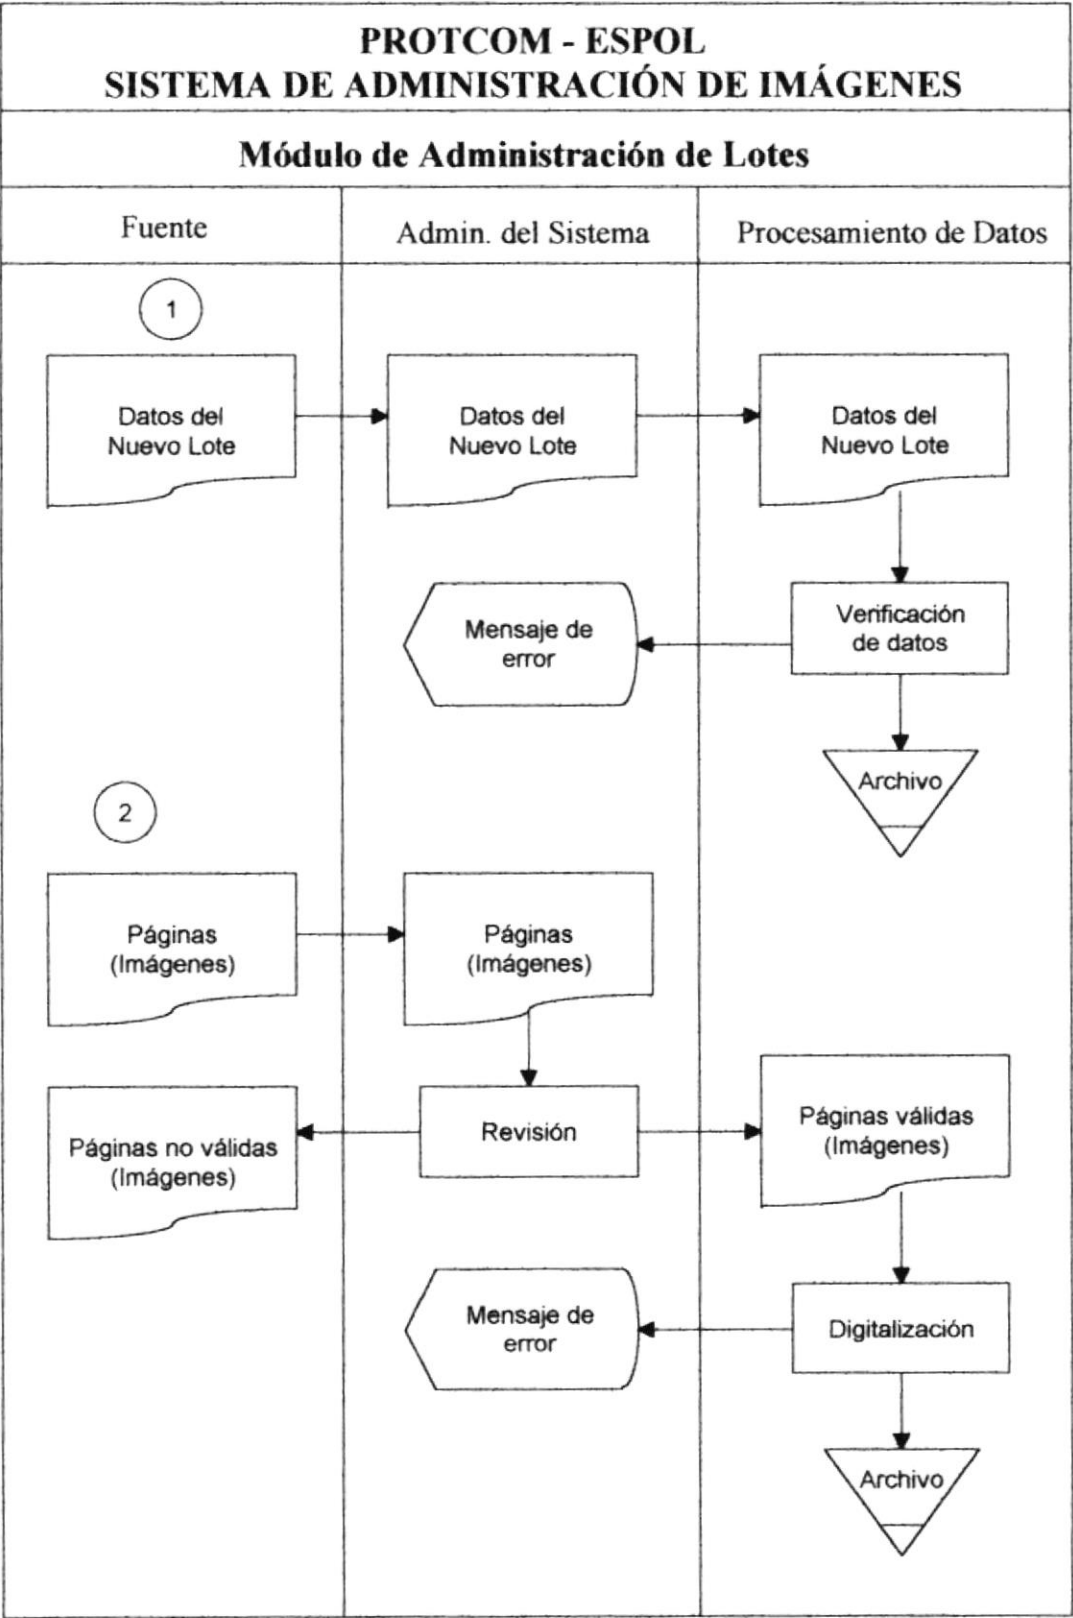 PROTCOM - ESPOL
SISTEMA DE ADMINISTRACIÓN DE IMÁGENES
Módulo de Administración de Lotes
Fuente
Admin. del Sistema
Procesamiento de Datos
1
Datos del
Nuevo Lote
Datos del
Nuevo Lote
Datos del
Nuevo Lote
Mensaje de
error
Verificación
de datos
Archivo
2
Páginas
(Imágenes)
Páginas
(Imágenes)
Páginas no válidas
(Imágenes)
Revisión
Páginas válidas
(Imágenes)
Mensaje de
error
Digitalización
Archivo